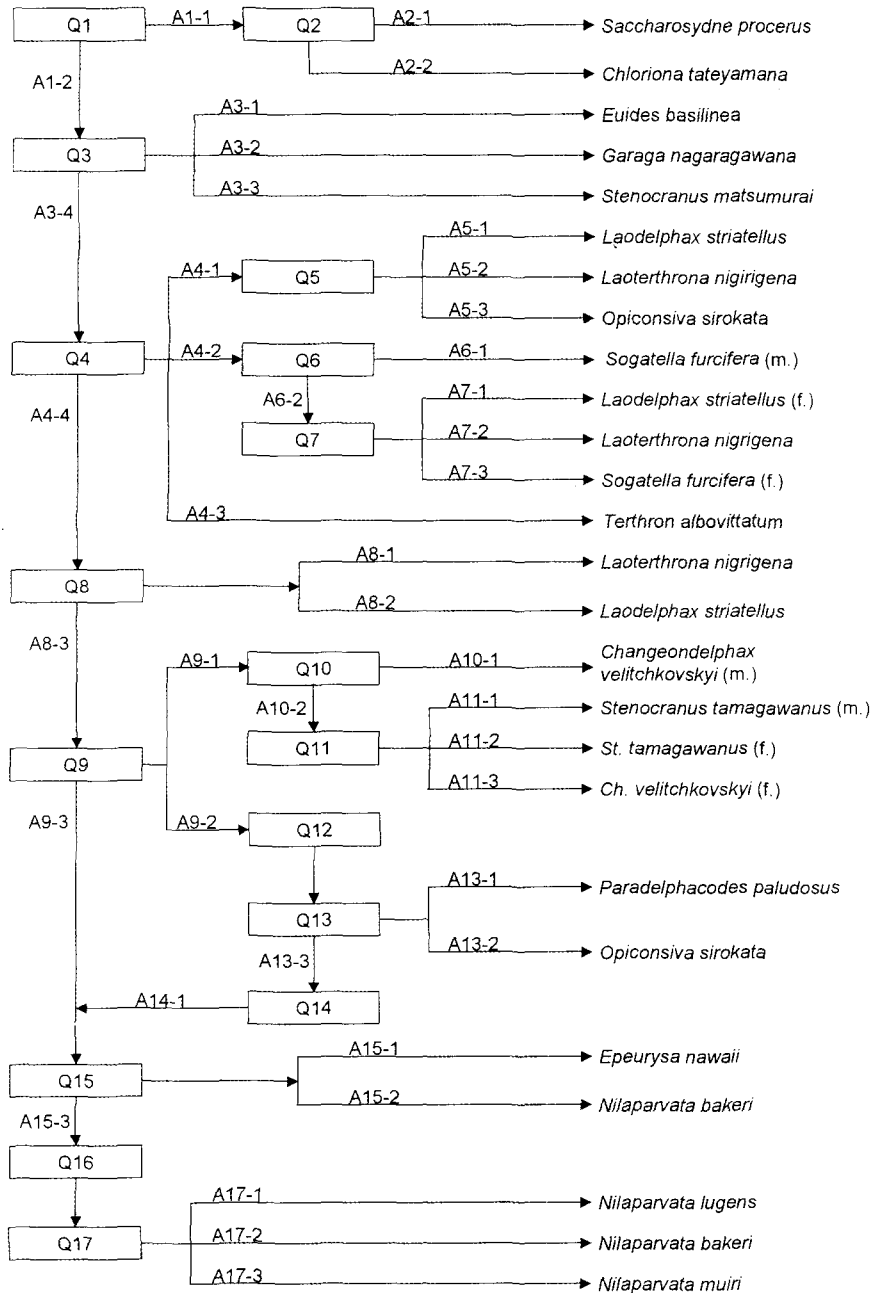 Q1
A1-1
Q2
A2-1
Saccharosydne procerus
A2-2
Chloriona tateyamana
A1-2
A3-1
Euides basilinea
Q3
A3-2
Garaga nagaragawana
A3-3
Stenocranus matsumurai
A3-4
A5-1
Laodelphax striatellus
A4-1
Q5
A5-2
Laoterthrona nigirigena
A5-3
Opiconsiva sirokata
Q4
A4-2
Q6
A6-1
Sogatella furcifera (m.)
A6-2
A7-1
Laodelphax striatellus (f.)
A4-4
Q7
A7-2
Laoterthrona nigrigena
A7-3
Sogatella furcifera (f.)
A4-3
Terthron albovittatum
A8-1
Laoterthrona nigrigena
Q8
A8-2
Laodelphax striatellus
A8-3
A9-1
Q10
A10-1
Changeondelphax
velitchkovskyi (m.)
A10-2
A11-1
Stenocranus tamagawanus (m.)
Q9
Q11
A11-2
St. tamagawanus (f.)
A11-3
Ch. velitchkovskyi (f.)
A9-3
A9-2
Q12
A13-1
Paradelphacodes paludosus
Q13
A13-2
Opiconsiva sirokata
A13-3
A14-1
Q14
A15-1
Epeurysa nawaii
Q15
A15-2
Nilaparvata bakeri
A15-3
Q16
A17-1
Nilaparvata lugens
Q17
A17-2
Nilaparvata bakeri
A17-3
Nilaparvata muiri